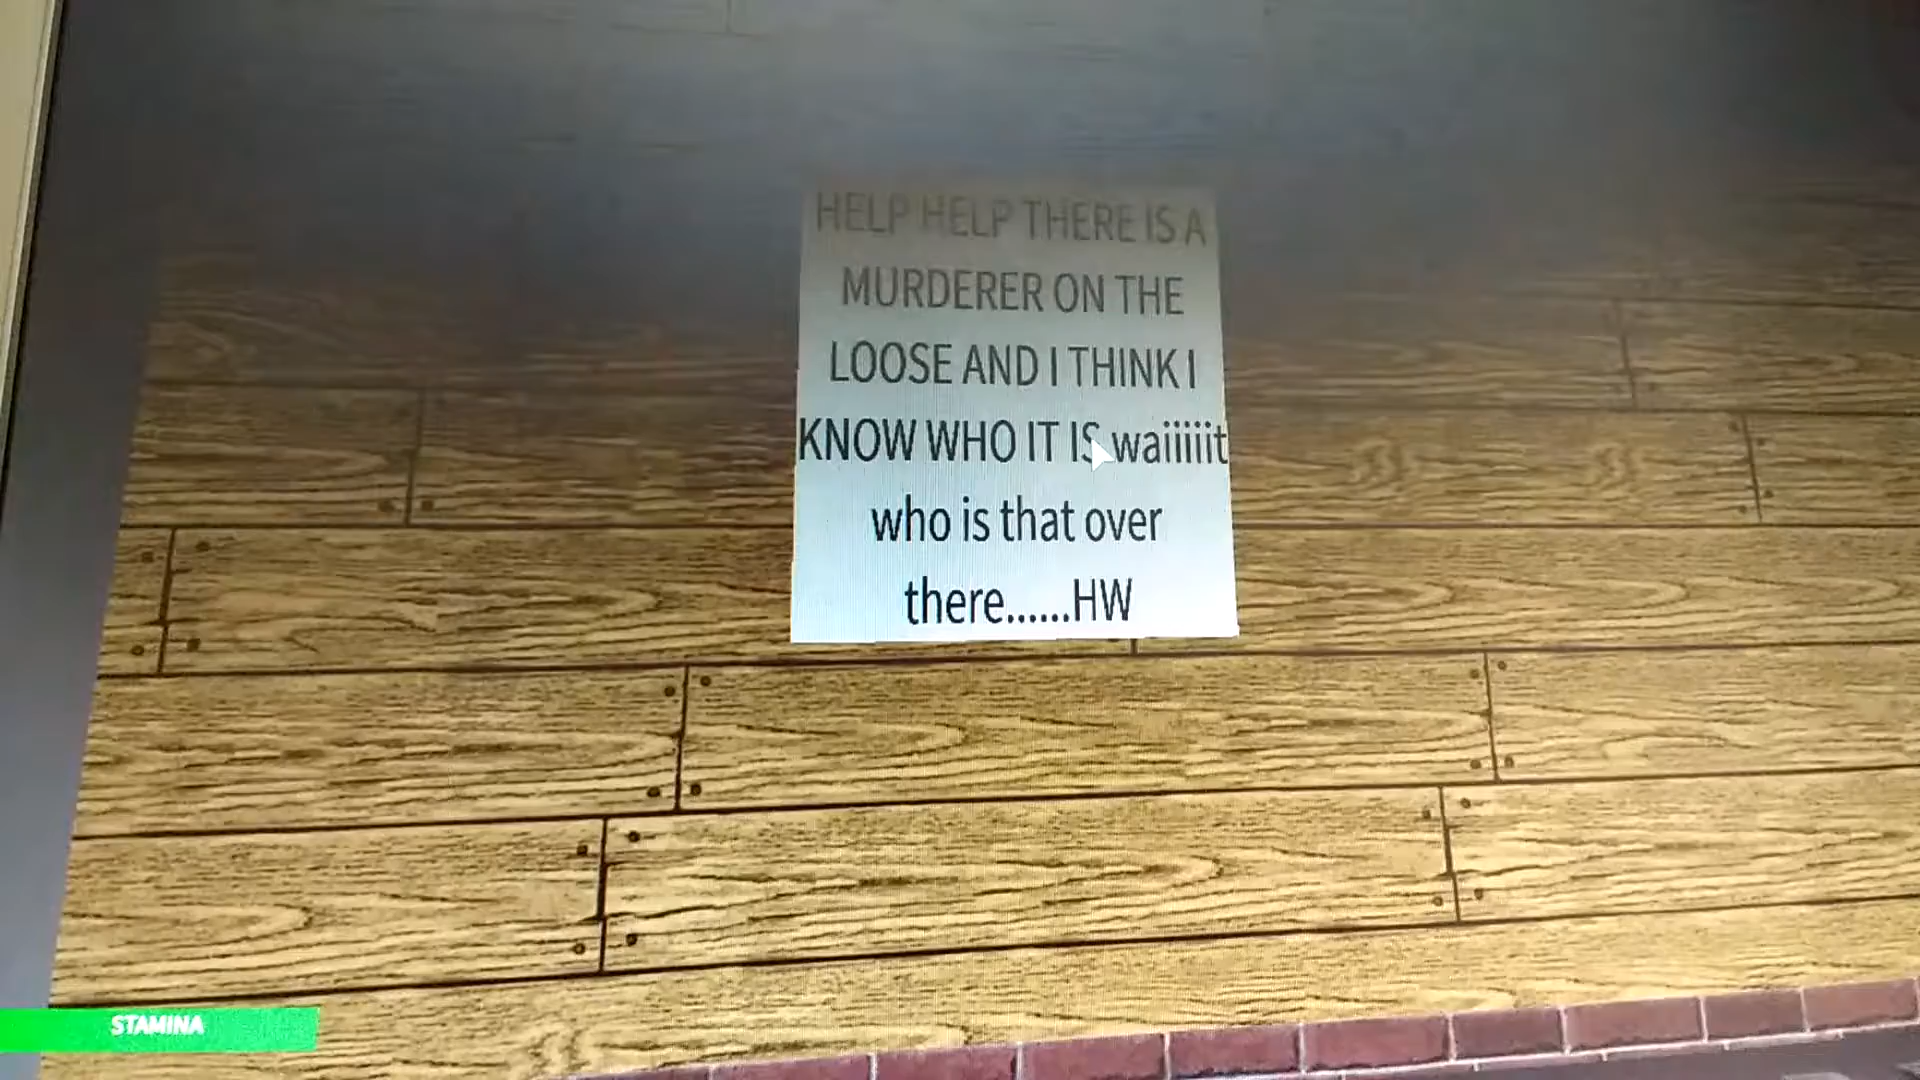 HELP HELP THERE IS A
MURDERER ON THE
LOOSE AND I THINK I
KNOW WHO IT IS waiiiiit
who is that over
there......HW
STAMINA